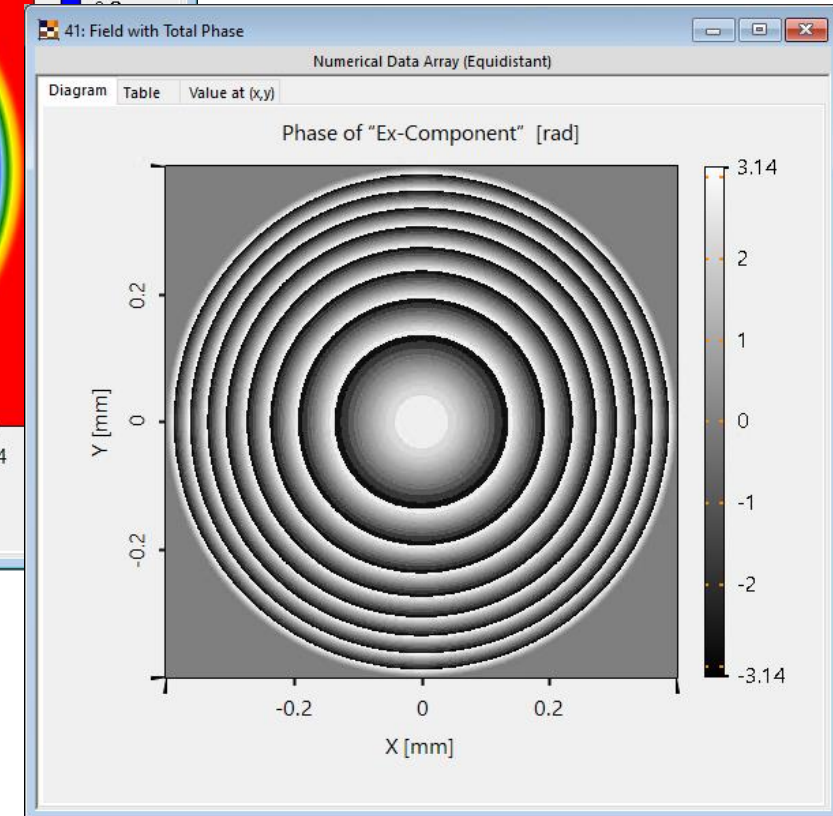 41: Field with Total Phase
Numerical Data Array (Equidistant)
Diagram Table Value at (x,y)
Phase of "Ex-Component" [rad]
3.14
2
1
0
-1
-2
-3.14
Y [mm]
0.2
0
-0.2
-0.2 0 0.2
X [mm]
4